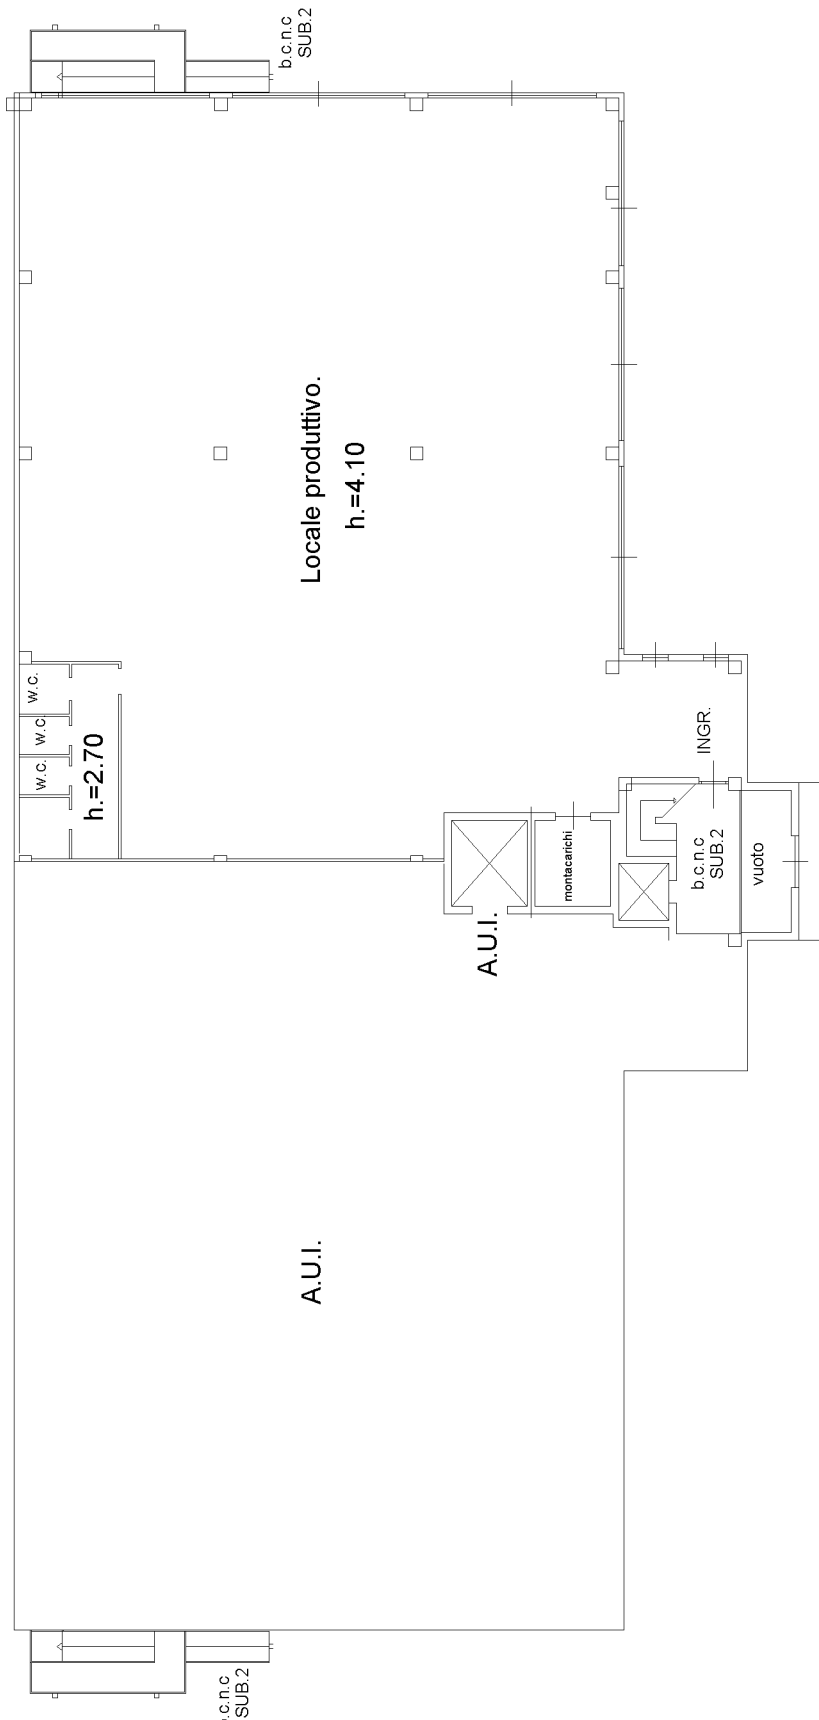 b.c.n.c
SUB.2
Locale produttivo.
h.=4.10
w.c.
w.c.
w.c.
h.=2.70
INGR.
montacarichi
b.c.n.c
SUB.2
vuoto
A.U.I.
A.U.I.
b.c.n.c
SUB.2